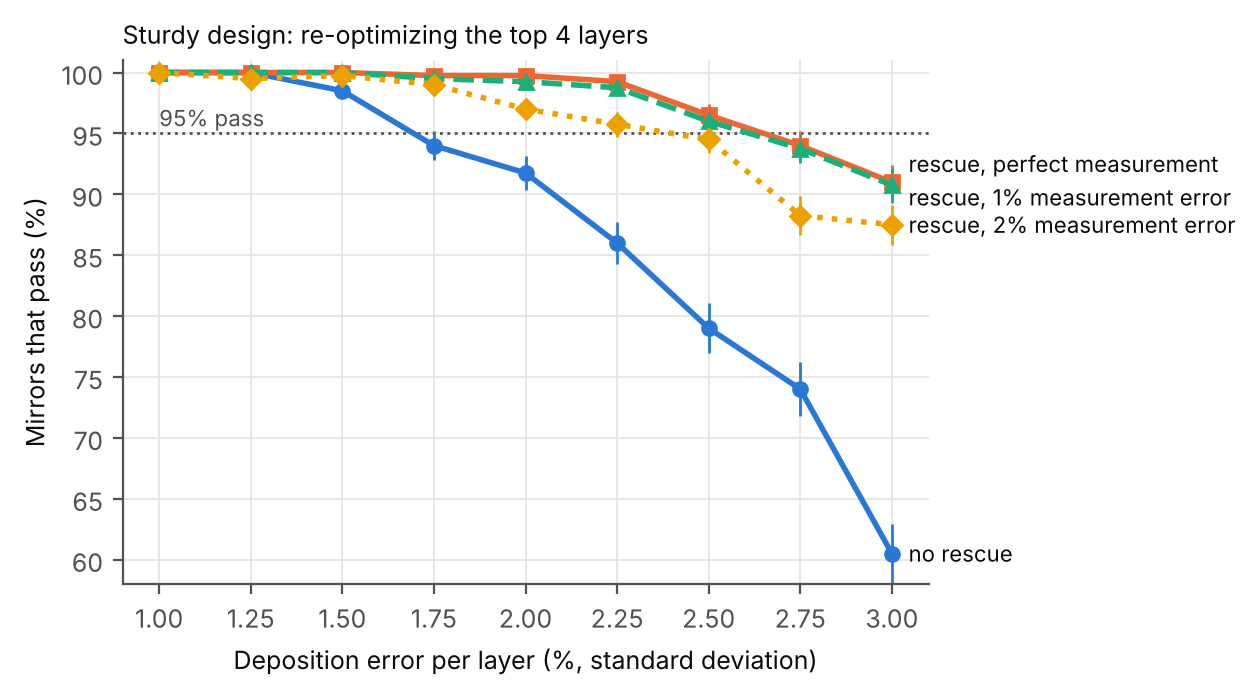 Sturdy design: re-optimizing the top 4 layers
100
95% pass
95
90
85
80
75
70
65
60
Mirrors that pass (%)
rescue, perfect measurement
rescue, 1% measurement error
rescue, 2% measurement error
no rescue
1.00 1.25 1.50 1.75 2.00 2.25 2.50 2.75 3.00
Deposition error per layer (%, standard deviation)